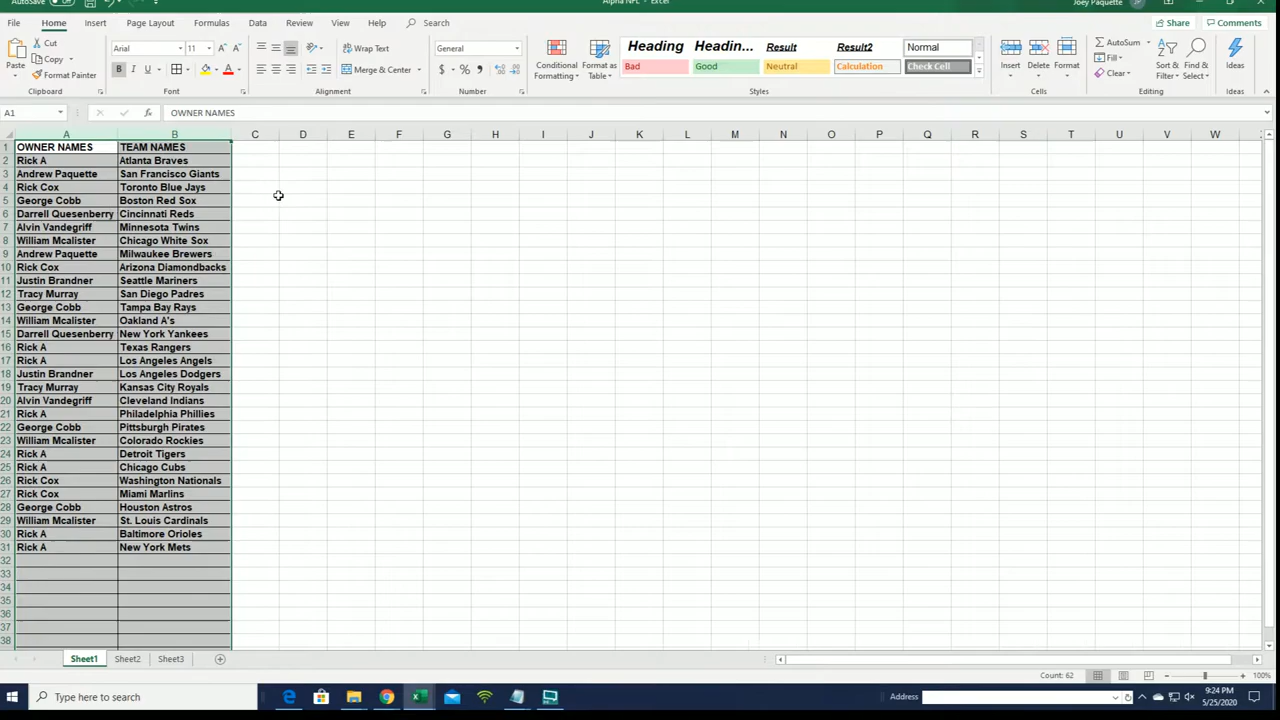 AutoSave Off Alpha NFL - Excel Joey Paquette JP
File Home Insert Page Layout Formulas Data Review View Help Search Share Comments
Paste Cut Copy Format Painter Clipboard
Arial 11 A A B I U A Font
Wrap Text Merge & Center Alignment
General $ % , Number
Conditional Formatting Format as Table
Heading Headin... Result Result2 Normal
Bad Good Neutral Calculation Check Cell
Styles
Insert Delete Format Cells
AutoSum Fill Clear Sort & Filter Find & Select Editing
Ideas Ideas
A1 fx OWNER NAMES
A B C D E F G H I J K L M N O P Q R S T U V W
1 OWNER NAMES TEAM NAMES
2 Rick A Atlanta Braves
3 Andrew Paquette San Francisco Giants
4 Rick Cox Toronto Blue Jays
5 George Cobb Boston Red Sox
6 Darrell Quesenberry Cincinnati Reds
7 Alvin Vandegriff Minnesota Twins
8 William Mcalister Chicago White Sox
9 Andrew Paquette Milwaukee Brewers
10 Rick Cox Arizona Diamondbacks
11 Justin Brandner Seattle Mariners
12 Tracy Murray San Diego Padres
13 George Cobb Tampa Bay Rays
14 William Mcalister Oakland A's
15 Darrell Quesenberry New York Yankees
16 Rick A Texas Rangers
17 Rick A Los Angeles Angels
18 Justin Brandner Los Angeles Dodgers
19 Tracy Murray Kansas City Royals
20 Alvin Vandegriff Cleveland Indians
21 Rick A Philadelphia Phillies
22 George Cobb Pittsburgh Pirates
23 William Mcalister Colorado Rockies
24 Rick A Detroit Tigers
25 Rick A Chicago Cubs
26 Rick Cox Washington Nationals
27 Rick Cox Miami Marlins
28 George Cobb Houston Astros
29 William Mcalister St. Louis Cardinals
30 Rick A Baltimore Orioles
31 Rick A New York Mets
32
33
34
35
36
37
38
Sheet1 Sheet2 Sheet3
Count: 62 100%
Type here to search Address 9:24 PM
5/25/2020